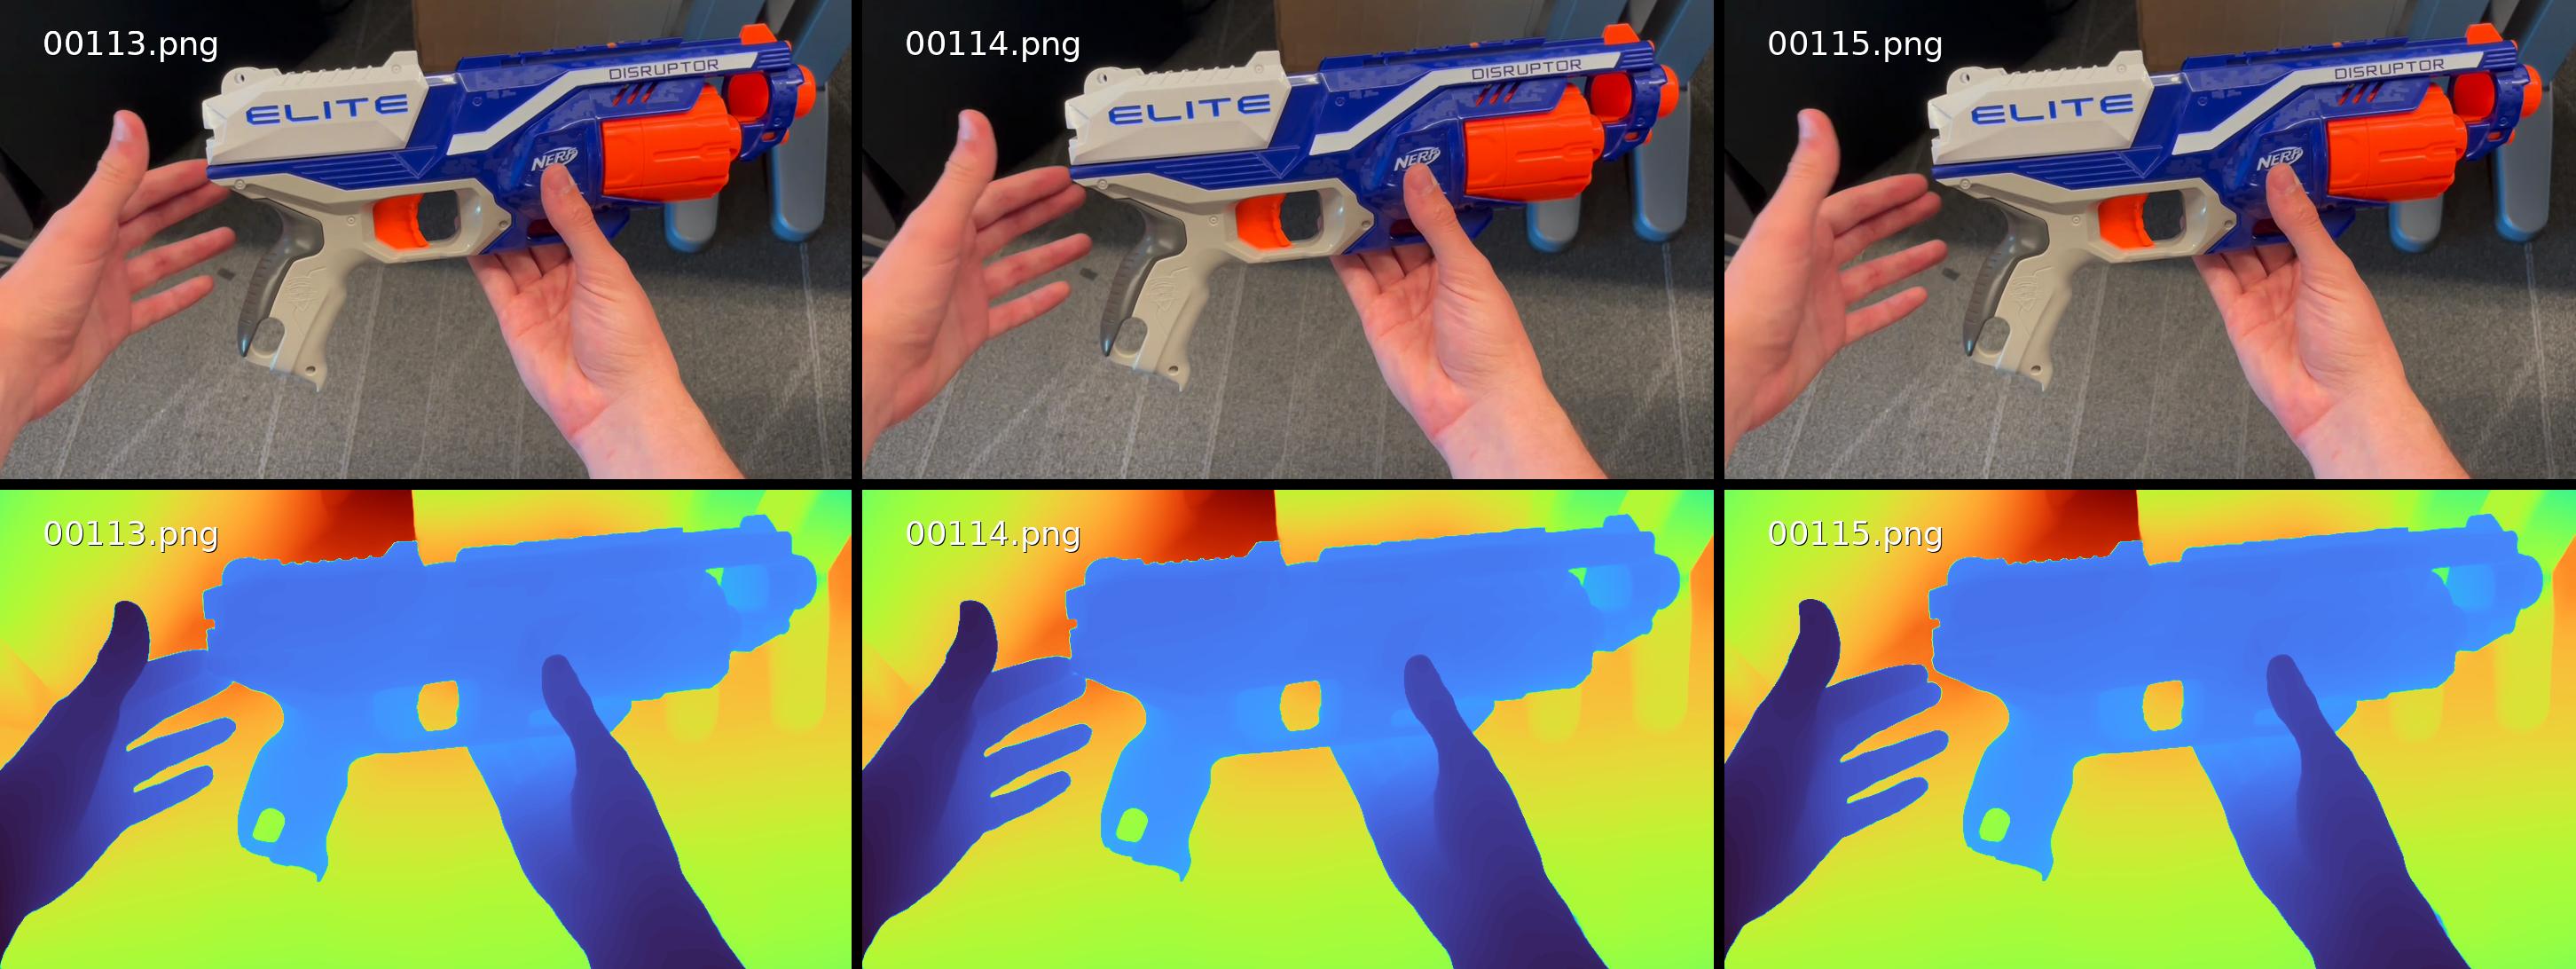 00113.png
DISRUPTOR
ELITE
NERF
00114.png
DISRUPTOR
ELITE
NERF
00115.png
DISRUPTOR
ELITE
NERF
00113.png
00114.png
00115.png